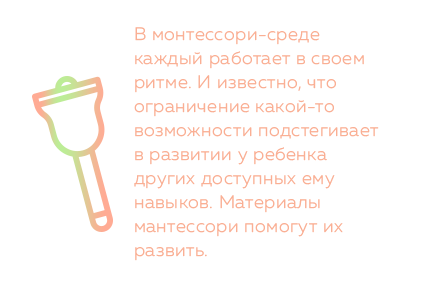 В монтессори-среде
каждый работает в своем
ритме. И известно, что
ограничение какой-то
возможности подстегивает
в развитии у ребенка
других доступных ему
навыков. Материалы
мантессори помогут их
развить.